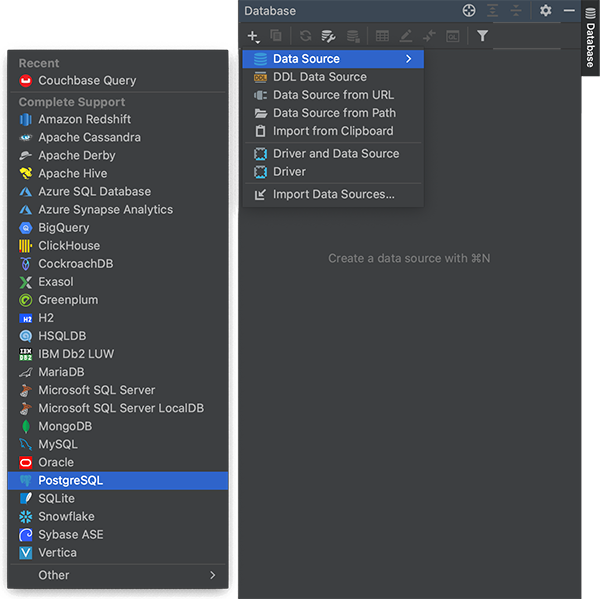 Recent
Couchbase Query
Complete Support
Amazon Redshift
Apache Cassandra
Apache Derby
Apache Hive
Azure SQL Database
Azure Synapse Analytics
BigQuery
ClickHouse
CockroachDB
Exasol
Greenplum
H2
H2
HSQLDB
IBM
DB2
IBM Db2 LUW
MariaDB
Microsoft SQL Server
Microsoft SQL Server LocalDB
MongoDB
MySQL
Oracle
PostgreSQL
SQLite
Snowflake
Sybase ASE
Vertica
Other
Database
Data Source
DDL
DDL Data Source
Data Source from URL
Data Source from Path
Import from Clipboard
Driver and Data Source
Driver
Import Data Sources...
Create a data source with ⌘N
Database